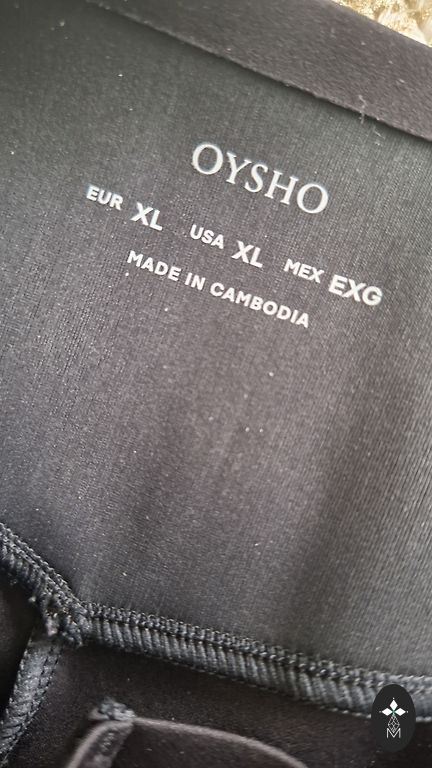 OYSHO
EUR XL USA XL MEX EXG
MADE IN CAMBODIA
M